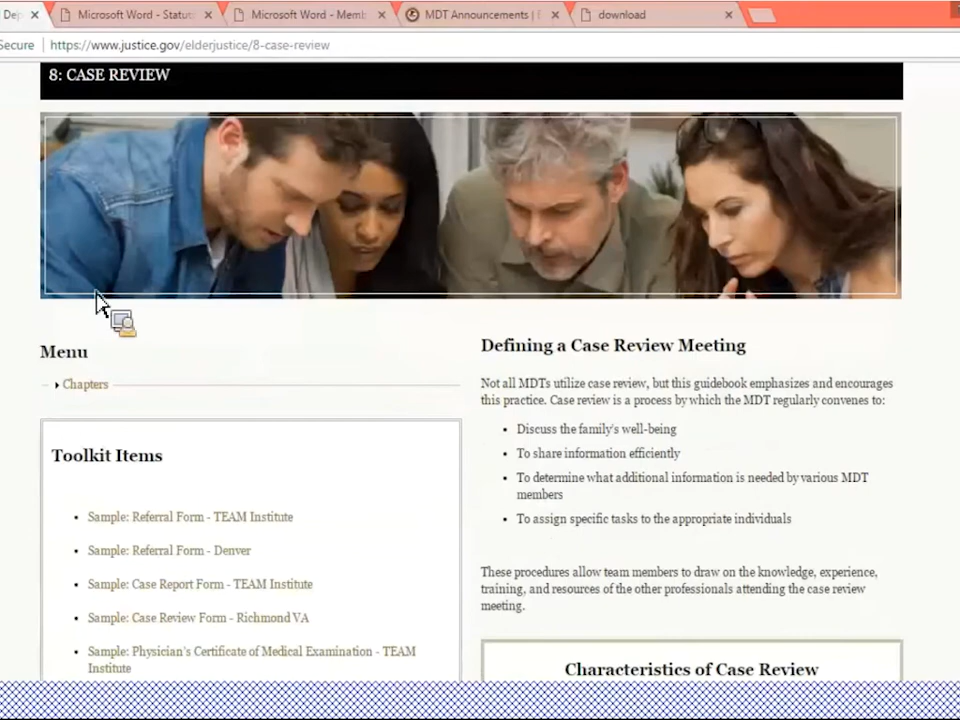 De
Microsoft Word - Statut
Microsoft Word - Memb
MDT Announcements |
download
Secure | https://www.justice.gov/elderjustice/8-case-review
8: CASE REVIEW
Menu
Chapters
Toolkit Items
Sample: Referral Form - TEAM Institute
Sample: Referral Form - Denver
Sample: Case Report Form - TEAM Institute
Sample: Case Review Form - Richmond VA
Sample: Physician's Certificate of Medical Examination - TEAM
Institute
Defining a Case Review Meeting
Not all MDTs utilize case review, but this guidebook emphasizes and encourages
this practice. Case review is a process by which the MDT regularly convenes to:
Discuss the family's well-being
To share information efficiently
To determine what additional information is needed by various MDT
members
To assign specific tasks to the appropriate individuals
These procedures allow team members to draw on the knowledge, experience,
training, and resources of the other professionals attending the case review
meeting.
Characteristics of Case Review